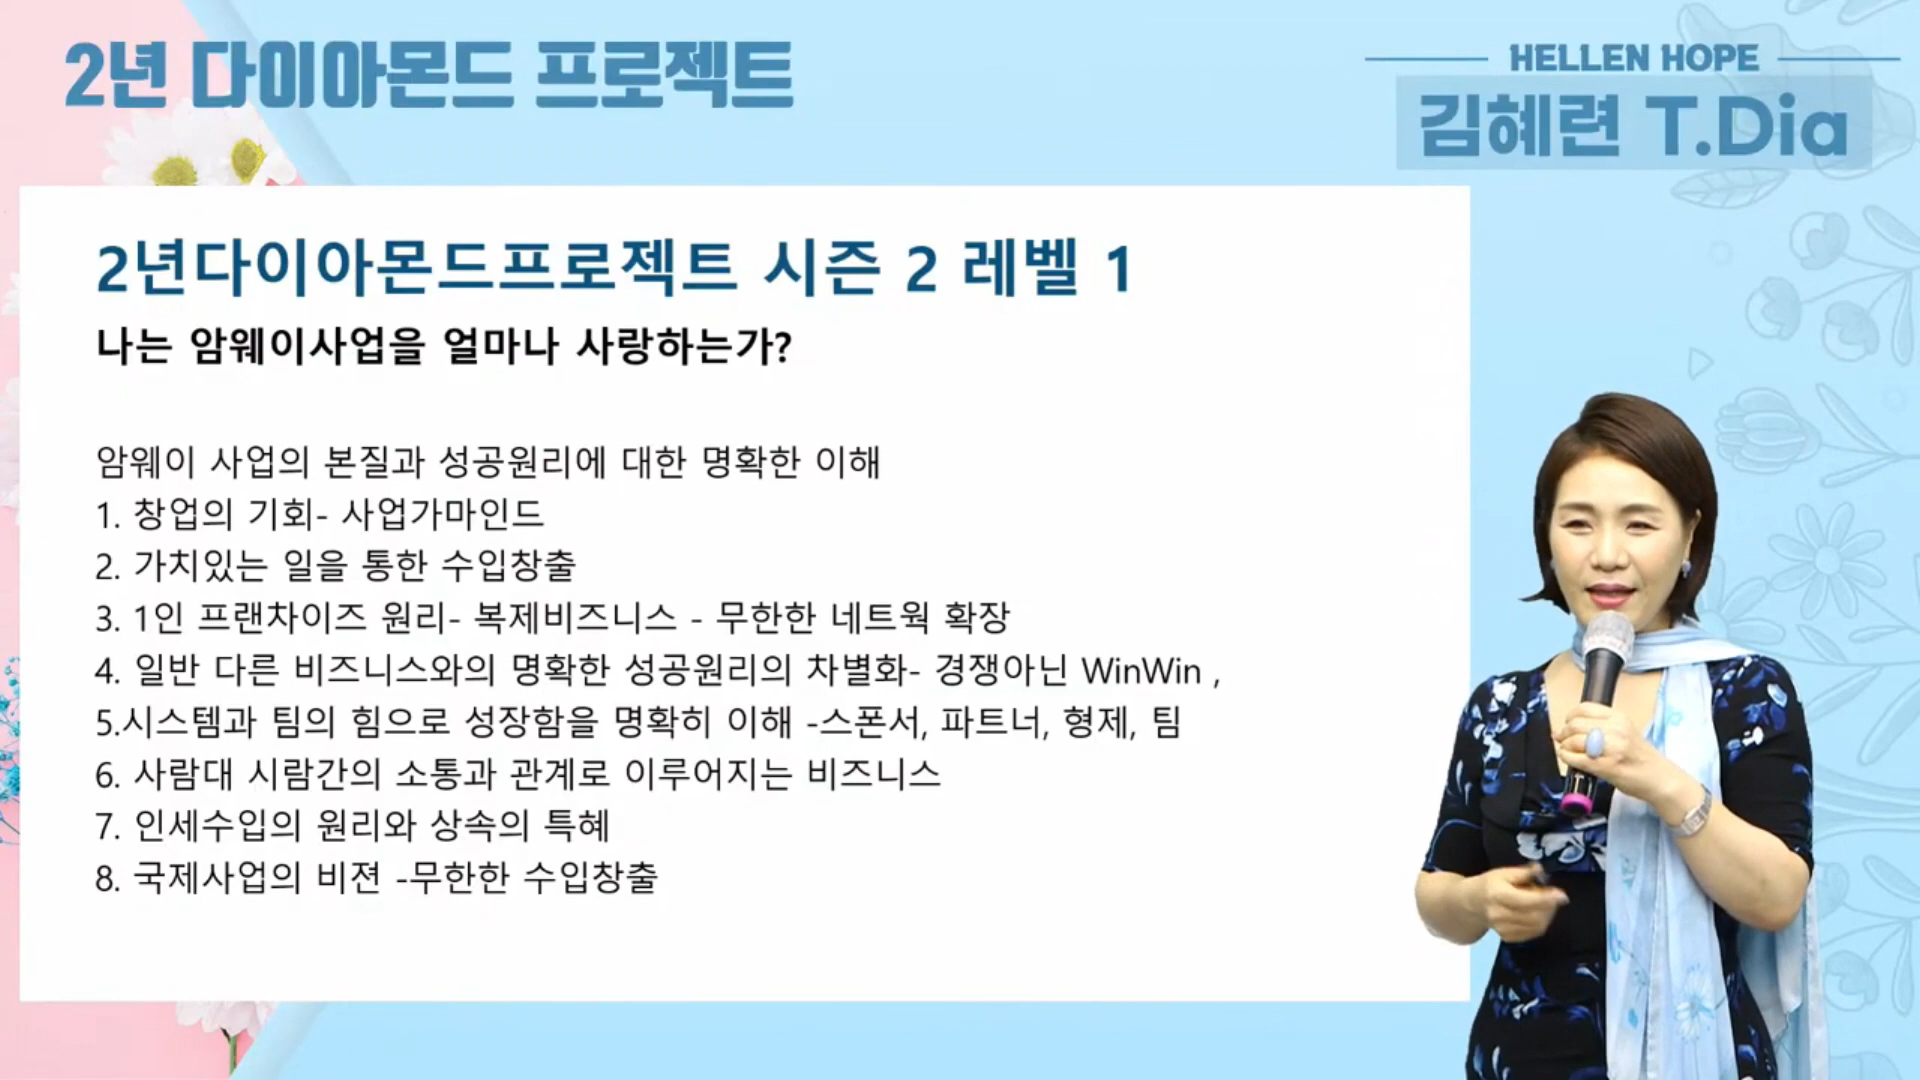 2년 다이아몬드 프로젝트
HELLEN HOPE
김혜련 T.Dia
2년다이아몬드프로젝트 시즌 2 레벨 1
나는 암웨이사업을 얼마나 사랑하는가?
암웨이 사업의 본질과 성공원리에 대한 명확한 이해
1. 창업의 기회- 사업가마인드
2. 가치있는 일을 통한 수입창출
3. 1인 프랜차이즈 원리- 복제비즈니스 - 무한한 네트웍 확장
4. 일반 다른 비즈니스와의 명확한 성공원리의 차별화- 경쟁아닌 WinWin ,
5.시스템과 팀의 힘으로 성장함을 명확히 이해 -스폰서, 파트너, 형제, 팀
6. 사람대 시람간의 소통과 관계로 이루어지는 비즈니스
7. 인세수입의 원리와 상속의 특혜
8. 국제사업의 비젼 -무한한 수입창출